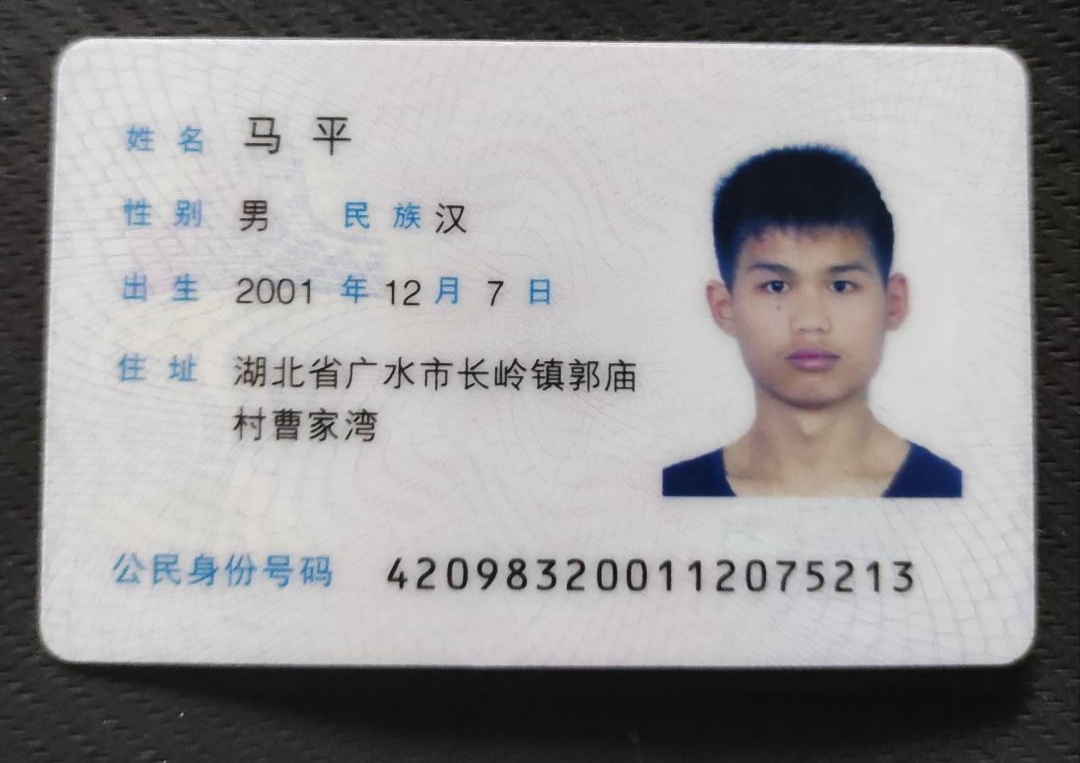 姓名 马平
性别 男 民族 汉
出生 2001 年 12 月 7 日
住址 湖北省广水市长岭镇郭庙
村曹家湾
公民身份号码 420983200112075213